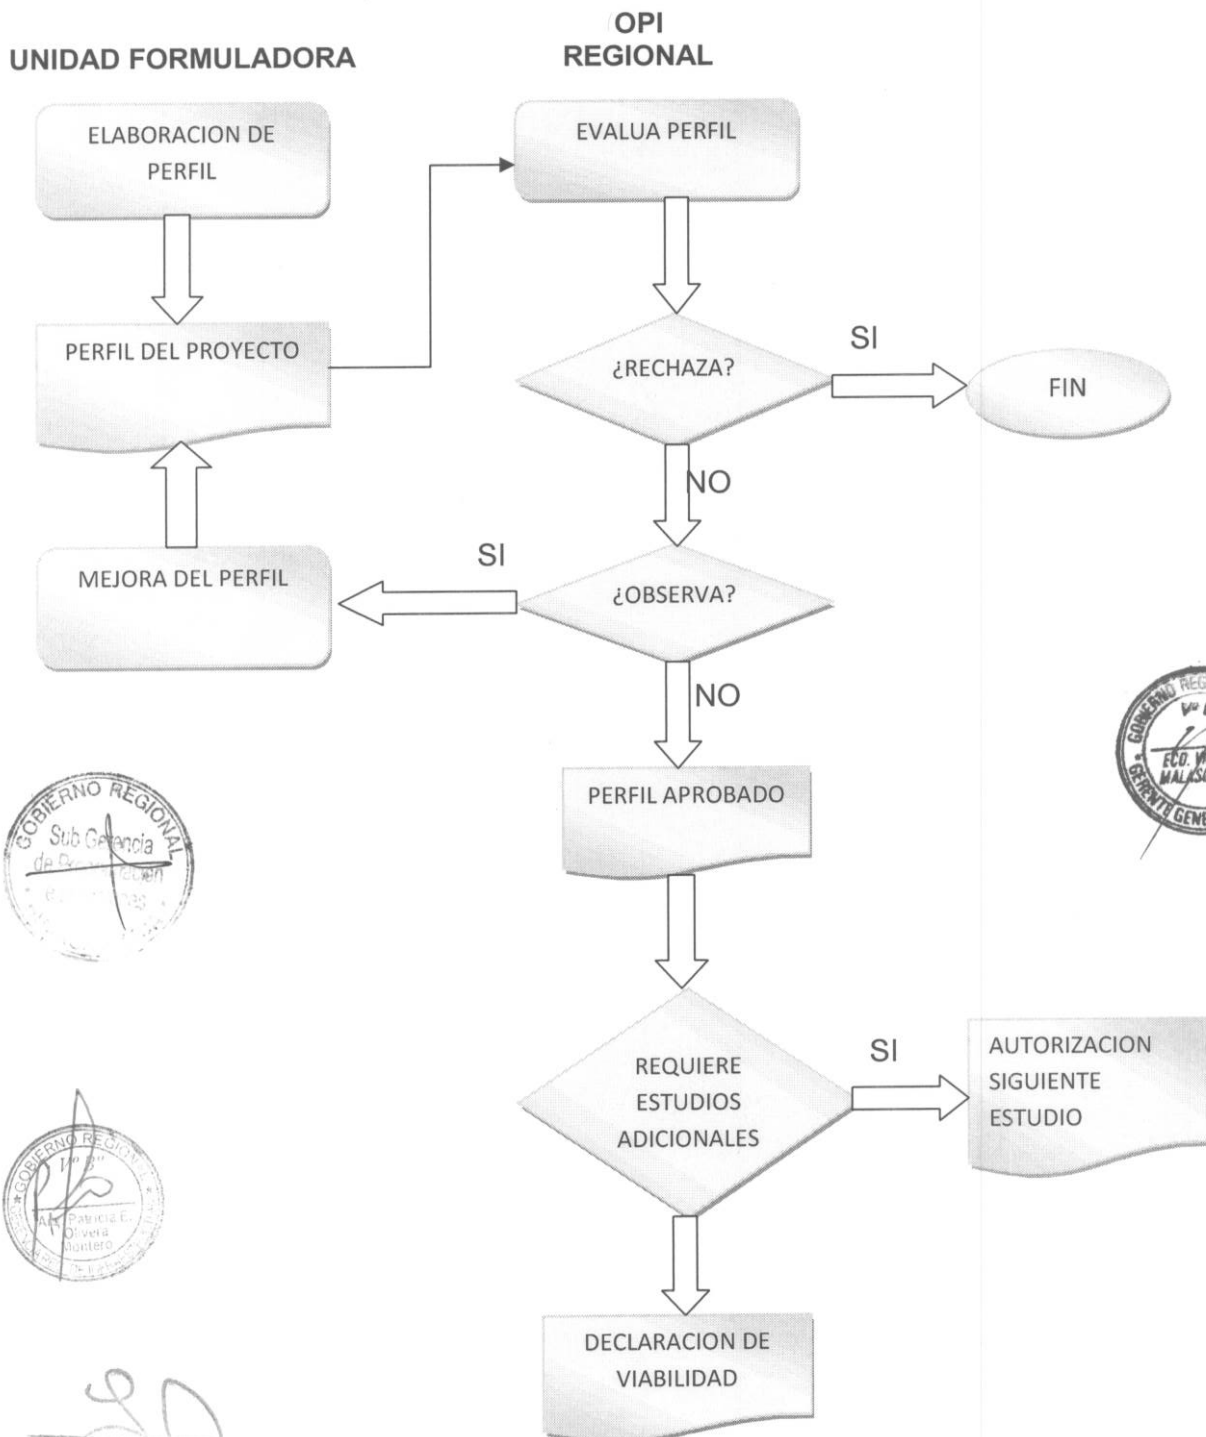 UNIDAD FORMULADORA
OPI
REGIONAL
ELABORACION DE
PERFIL
EVALUA PERFIL
PERFIL DEL PROYECTO
¿RECHAZA?
SI
FIN
NO
MEJORA DEL PERFIL
SI
¿OBSERVA?
NO
PERFIL APROBADO
GOBIERNO REGIONAL
Sub Gerencia
REQUIERE
ESTUDIOS
ADICIONALES
SI
AUTORIZACION
SIGUIENTE
ESTUDIO
GOBIERNO REGIONAL
Vº Bº
Patricia E.
Olivera
Montero
DECLARACION DE
VIABILIDAD